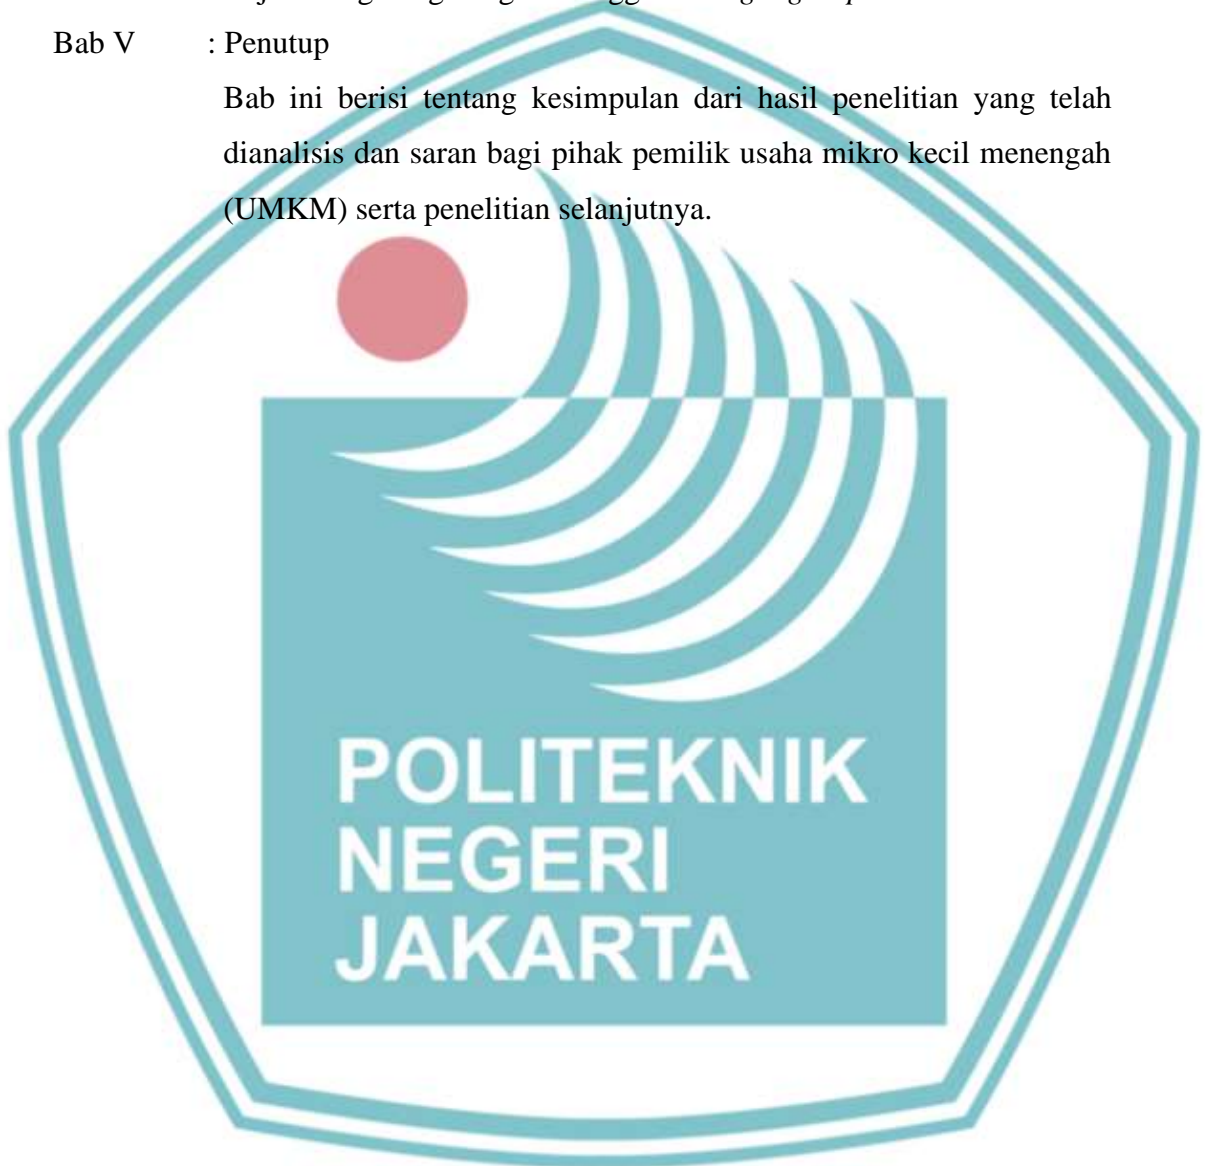 Bab V : Penutup
Bab ini berisi tentang kesimpulan dari hasil penelitian yang telah
dianalisis dan saran bagi pihak pemilik usaha mikro kecil menengah
(UMKM) serta penelitian selanjutnya.
POLITEKNIK
NEGERI
JAKARTA